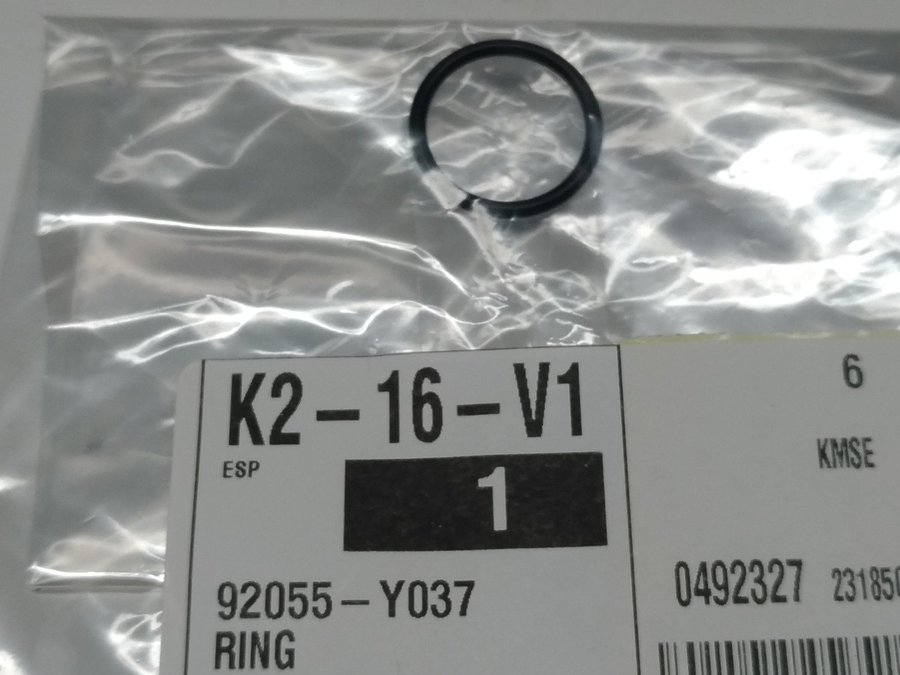 K2-16-V1
ESP
1
92055-Y037
RING
6
KMSE
0492327